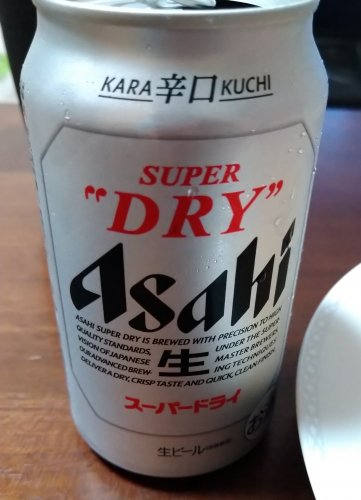 KARA 辛口 KUCHI
SUPER
"DRY"
Asahi
ASAHI SUPER DRY IS BREWED WITH PRECISION TO HIGH
QUALITY STANDARDS, UNDER THE SUPER-
VISION OF JAPANESE MASTER BREWERS.
OUR ADVANCED BREW- ING TECHNIQUES
DELIVER A DRY, CRISP TASTE AND QUICK, CLEAN FINISH.
生
スーパードライ
生ビール
お酒